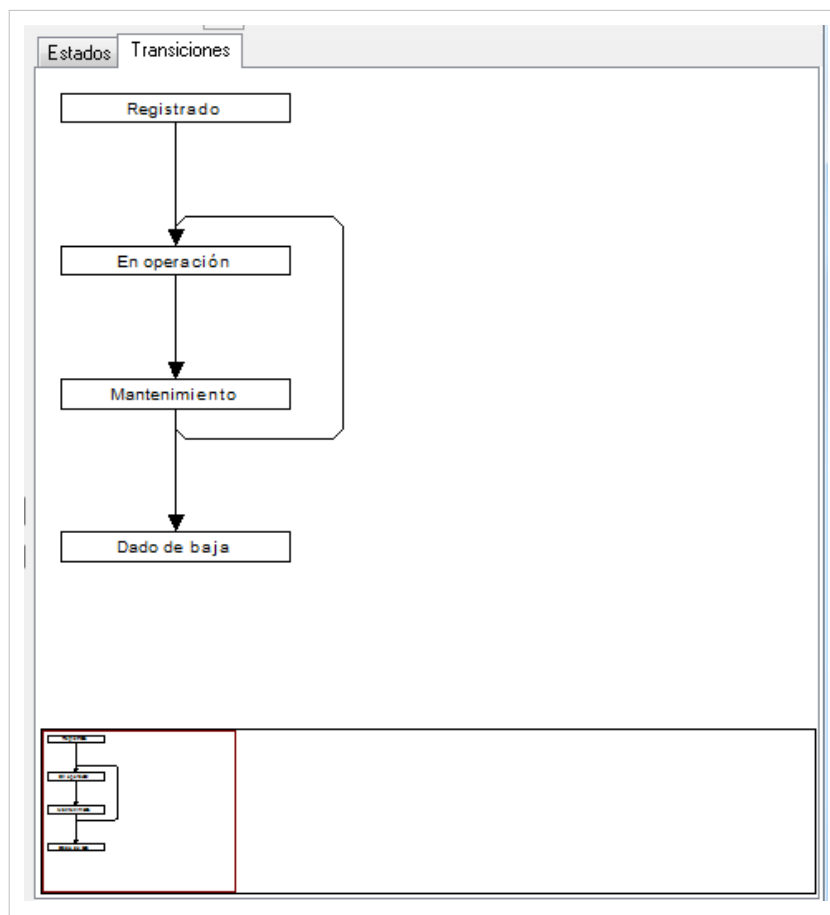 Estados
Transiciones
Registrado
En operación
Mantenimiento
Dado de baja